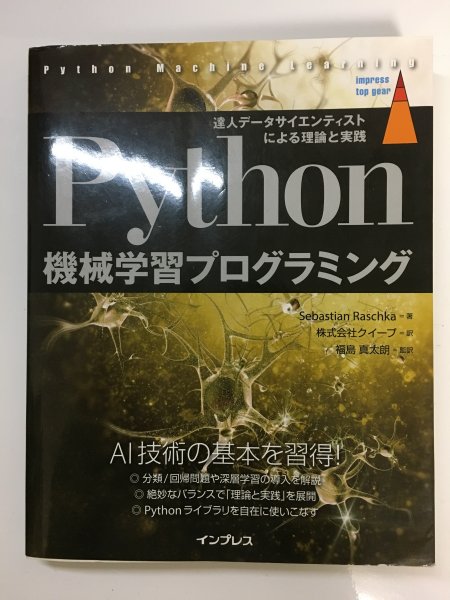 Python Machine Learning
impress
top gear
達人データサイエンティスト
による理論と実践
Python
機械学習プログラミング
Sebastian Raschka=著
株式会社クイープ=訳
福島 真太朗=監訳
AI技術の基本を習得!
◎ 分類/回帰問題や深層学習の導入を解説
◎ 絶妙なバランスで「理論と実践」を展開
◎ Pythonライブラリを自在に使いこなす
インプレス